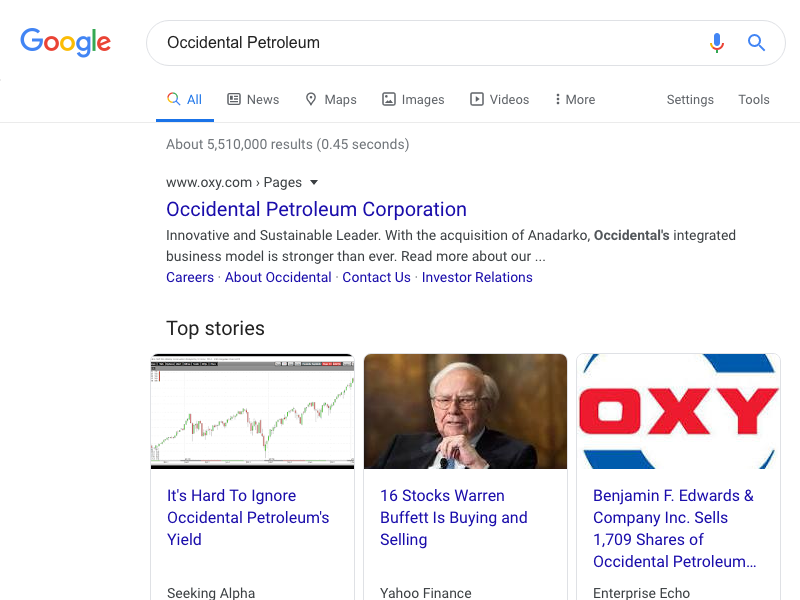 Google
Occidental Petroleum
All News Maps Images Videos More Settings Tools
About 5,510,000 results (0.45 seconds)
www.oxy.com › Pages
Occidental Petroleum Corporation
Innovative and Sustainable Leader. With the acquisition of Anadarko, Occidental's integrated
business model is stronger than ever. Read more about our ...
Careers · About Occidental · Contact Us · Investor Relations
Top stories
OXY
It's Hard To Ignore
Occidental Petroleum's
Yield
Seeking Alpha
16 Stocks Warren
Buffett Is Buying and
Selling
Yahoo Finance
Benjamin F. Edwards &
Company Inc. Sells
1,709 Shares of
Occidental Petroleum...
Enterprise Echo